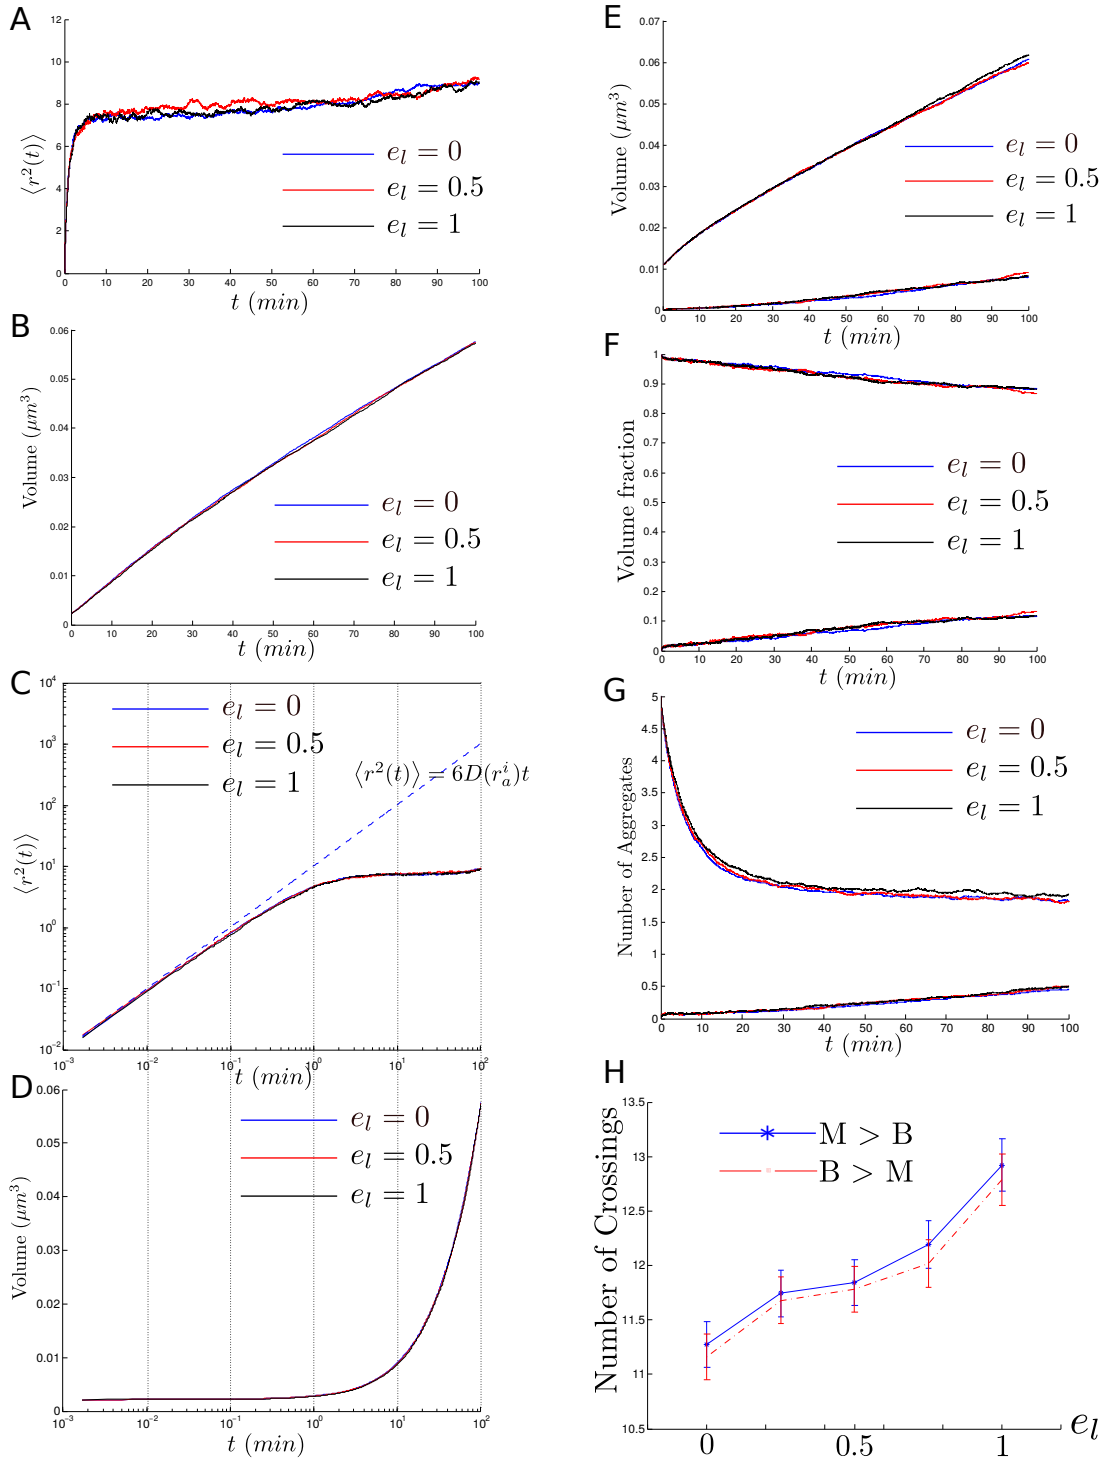 A
12
10
8
6
4
2
0
⟨r²(t)⟩
0 10 20 30 40 50 60 70 80 90 100
t (min)
e_l = 0
e_l = 0.5
e_l = 1
B
0.06
0.05
0.04
0.03
0.02
0.01
0
Volume (μm³)
0 10 20 30 40 50 60 70 80 90 100
t (min)
e_l = 0
e_l = 0.5
e_l = 1
C
10⁴
10³
10²
10¹
10⁰
10⁻¹
10⁻²
⟨r²(t)⟩
10⁻³ 10⁻² 10⁻¹ 10⁰ 10¹ 10²
t (min)
e_l = 0
e_l = 0.5
e_l = 1
⟨r²(t)⟩ = 6D(r_a^i)t
D
0.06
0.05
0.04
0.03
0.02
0.01
0
Volume (μm³)
10⁻³ 10⁻² 10⁻¹ 10⁰ 10¹ 10²
t (min)
e_l = 0
e_l = 0.5
e_l = 1
E
0.07
0.06
0.05
0.04
0.03
0.02
0.01
0
Volume (μm³)
0 10 20 30 40 50 60 70 80 90 100
t (min)
e_l = 0
e_l = 0.5
e_l = 1
F
1
0.9
0.8
0.7
0.6
0.5
0.4
0.3
0.2
0.1
0
Volume fraction
0 10 20 30 40 50 60 70 80 90 100
t (min)
e_l = 0
e_l = 0.5
e_l = 1
G
5
4.5
4
3.5
3
2.5
2
1.5
1
0.5
0
Number of Aggregates
0 10 20 30 40 50 60 70 80 90 100
t (min)
e_l = 0
e_l = 0.5
e_l = 1
H
13.5
13
12.5
12
11.5
11
10.5
Number of Crossings
0 0.5 1
e_l
M > B
B > M